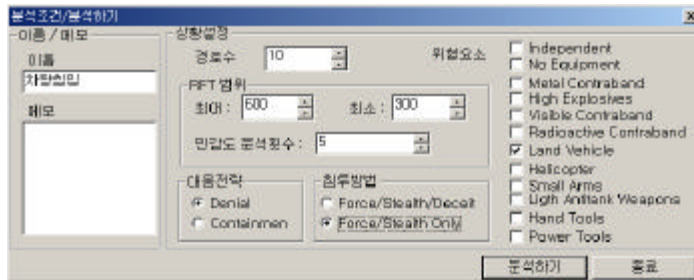 분석조건/분석하기
이름 / 메모
이름
차량침입
메모
상황설정
경로수
10
위협요소
RFT 범위
최대 :
600
최소 :
300
민감도 분석횟수 :
5
대응전략
Denial
Containmen
침투방법
Force/Stealth/Deceit
Force/Stealth Only
Independent
No Equipment
Metal Contraband
High Explosives
Visible Contraband
Radioactive Contraband
Land Vehicle
Helicopter
Small Arms
Ligth Antitank Weapons
Hand Tools
Power Tools
분석하기
종료